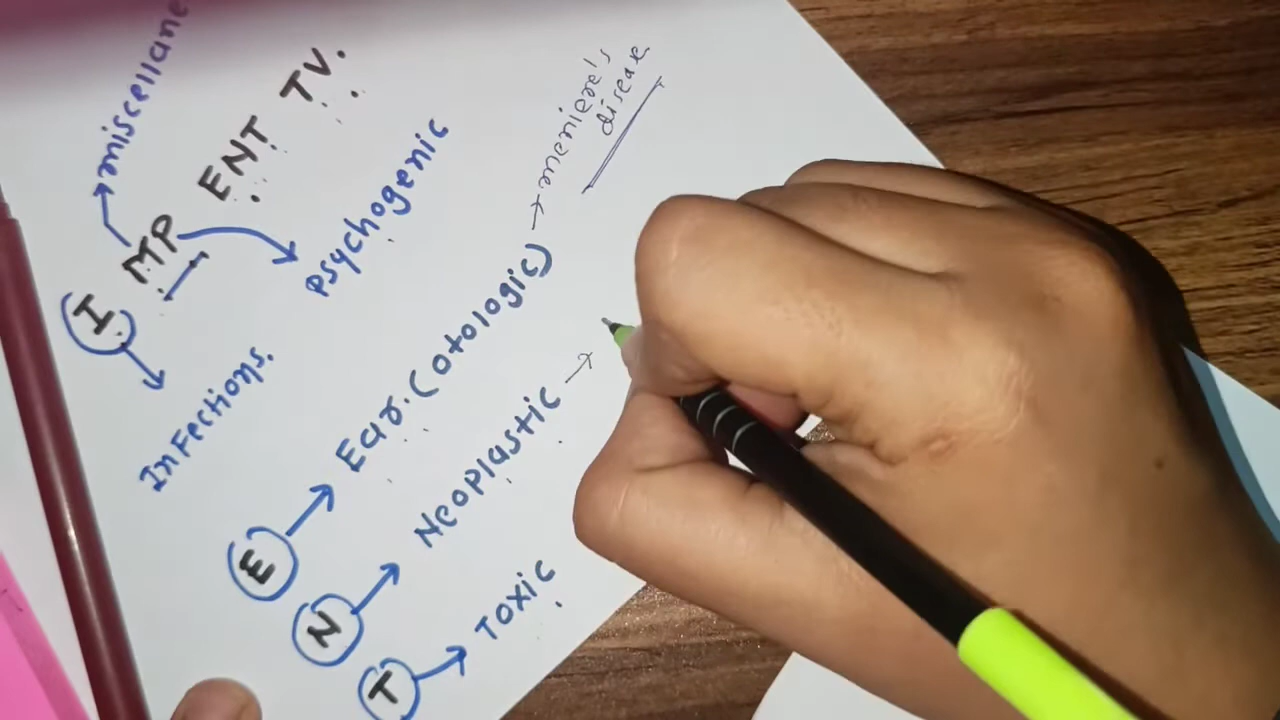 miscellane
I MP ENT TV.
Psychogenic
Infections.
E → Ear. (otologic) → meniere's
disease
N → Neoplastic →
T → Toxic